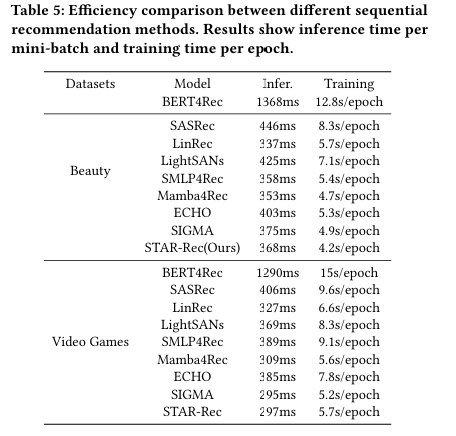 Table 5: Efficiency comparison between different sequential
recommendation methods. Results show inference time per
mini-batch and training time per epoch.
Datasets Model Infer. Training
BERT4Rec 1368ms 12.8s/epoch
SASRec 446ms 8.3s/epoch
LinRec 337ms 5.7s/epoch
LightSANs 425ms 7.1s/epoch
Beauty SMLP4Rec 358ms 5.4s/epoch
Mamba4Rec 353ms 4.7s/epoch
ECHO 403ms 5.3s/epoch
SIGMA 375ms 4.9s/epoch
STAR-Rec(Ours) 368ms 4.2s/epoch
BERT4Rec 1290ms 15s/epoch
SASRec 406ms 9.6s/epoch
LinRec 327ms 6.6s/epoch
LightSANs 369ms 8.3s/epoch
Video Games SMLP4Rec 389ms 9.1s/epoch
Mamba4Rec 309ms 5.6s/epoch
ECHO 385ms 7.8s/epoch
SIGMA 295ms 5.2s/epoch
STAR-Rec 297ms 5.7s/epoch